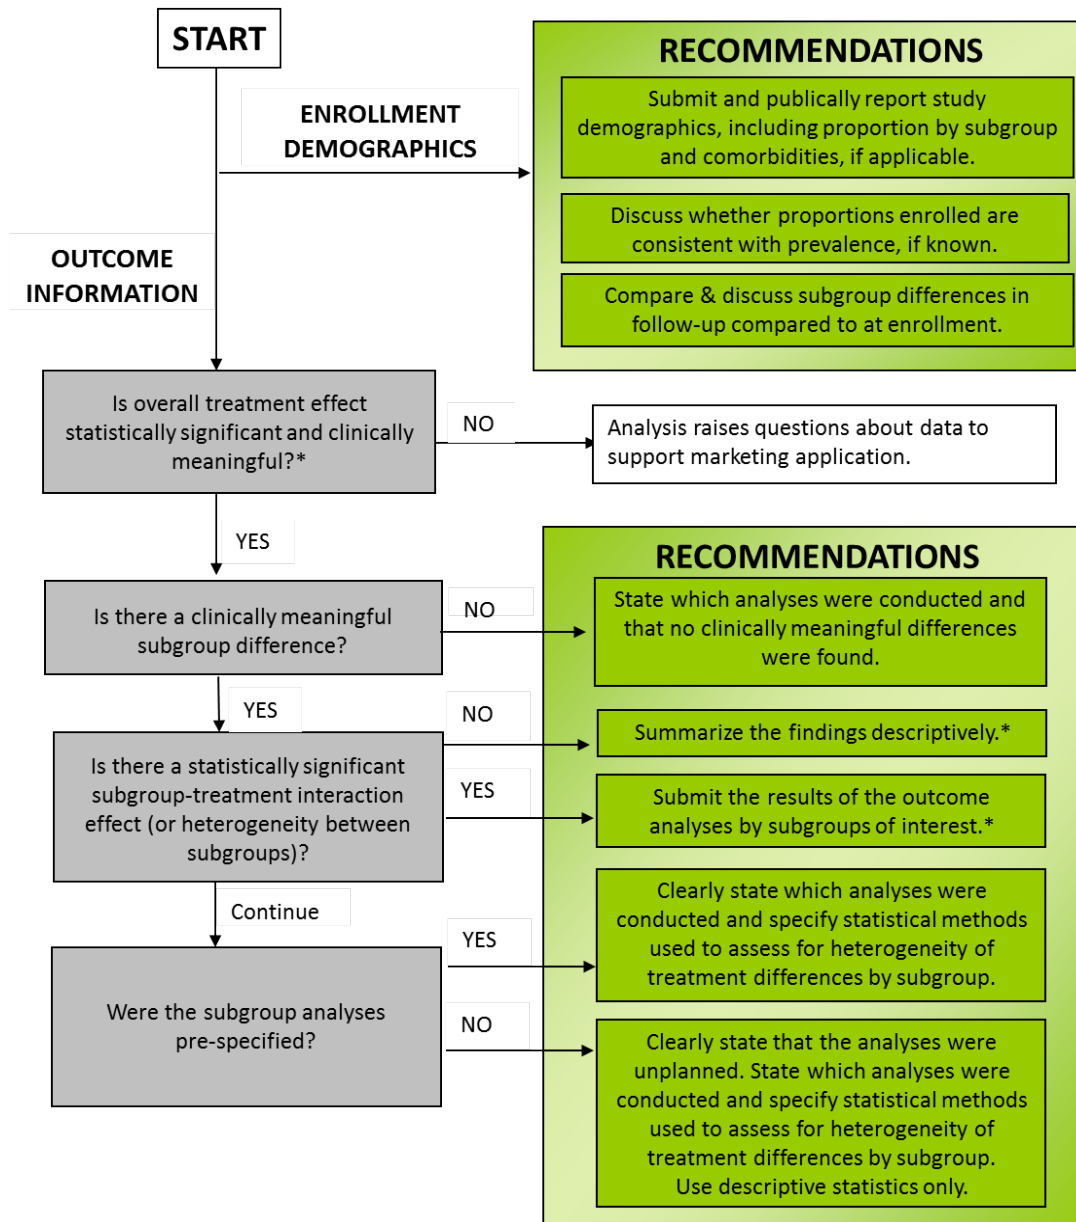 START
ENROLLMENT
DEMOGRAPHICS
RECOMMENDATIONS
Submit and publically report study
demographics, including proportion by subgroup
and comorbidities, if applicable.
Discuss whether proportions enrolled are
consistent with prevalence, if known.
Compare & discuss subgroup differences in
follow-up compared to at enrollment.
OUTCOME
INFORMATION
Is overall treatment effect
statistically significant and clinically
meaningful?*
NO
Analysis raises questions about data to
support marketing application.
YES
RECOMMENDATIONS
Is there a clinically meaningful
subgroup difference?
NO
State which analyses were conducted and
that no clinically meaningful differences
were found.
YES
Is there a statistically significant
subgroup-treatment interaction
effect (or heterogeneity between
subgroups)?
NO
Summarize the findings descriptively.*
YES
Submit the results of the outcome
analyses by subgroups of interest.*
Continue
Were the subgroup analyses
pre-specified?
YES
Clearly state which analyses were
conducted and specify statistical methods
used to assess for heterogeneity of
treatment differences by subgroup.
NO
Clearly state that the analyses were
unplanned. State which analyses were
conducted and specify statistical methods
used to assess for heterogeneity of
treatment differences by subgroup.
Use descriptive statistics only.